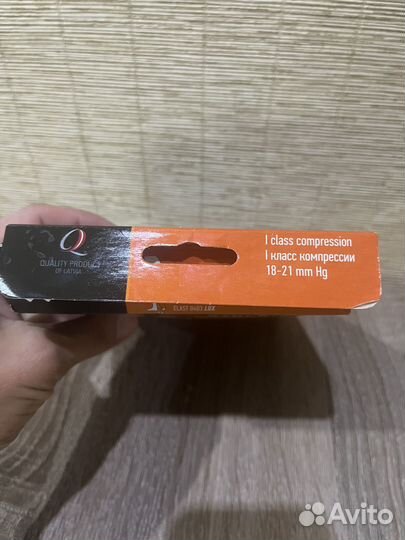 Q
QUALITY PRODUCT
OF LATVIA
I class compression
I класс компрессии
18-21 mm Hg
Avito